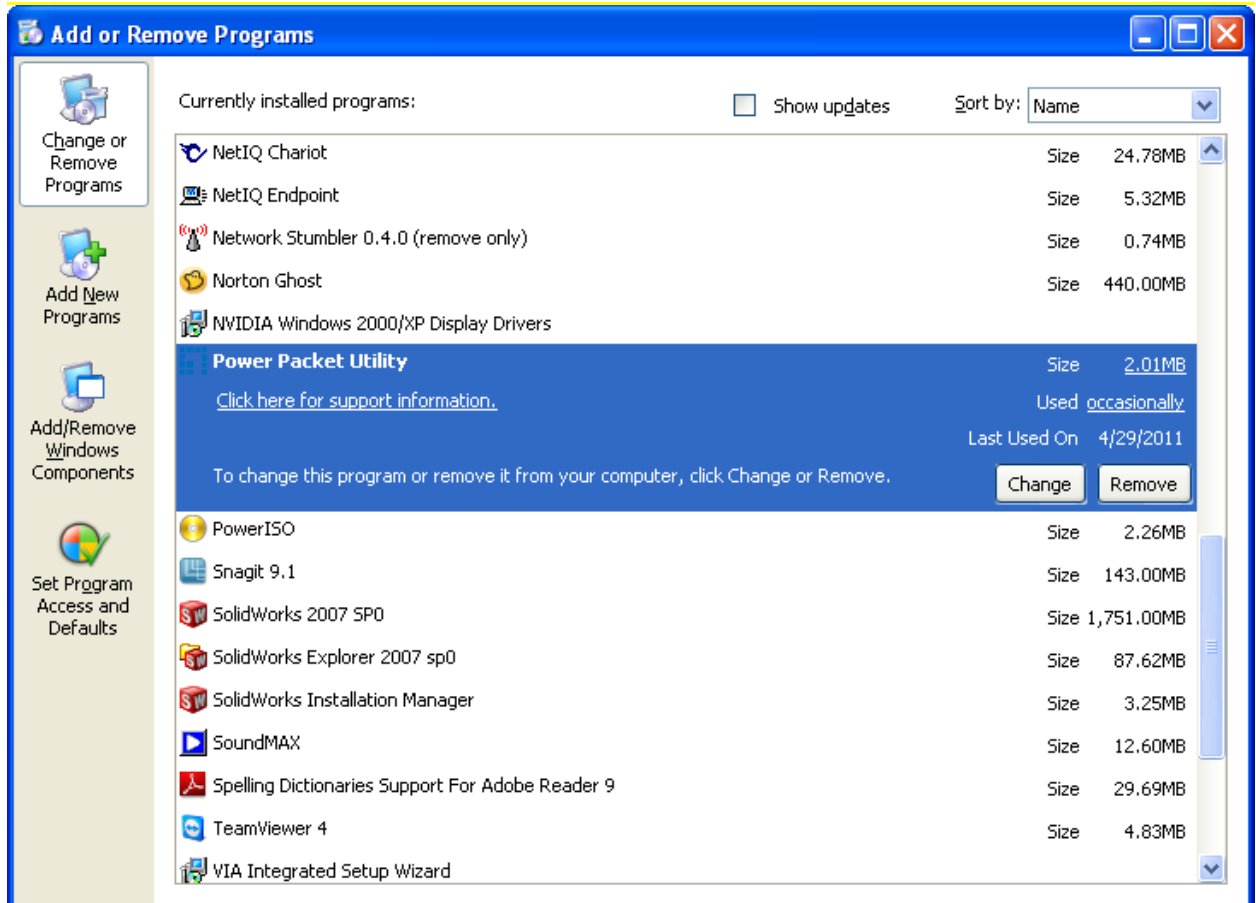 Add or Remove Programs
Change or
Remove
Programs
Add New
Programs
Add/Remove
Windows
Components
Set Program
Access and
Defaults
Currently installed programs: Show updates Sort by: Name
NetIQ Chariot Size 24.78MB
NetIQ Endpoint Size 5.32MB
Network Stumbler 0.4.0 (remove only) Size 0.74MB
Norton Ghost Size 440.00MB
NVIDIA Windows 2000/XP Display Drivers
Power Packet Utility Size 2.01MB
Click here for support information. Used occasionally
Last Used On 4/29/2011
To change this program or remove it from your computer, click Change or Remove. Change Remove
PowerISO Size 2.26MB
Snagit 9.1 Size 143.00MB
SolidWorks 2007 SP0 Size 1,751.00MB
SolidWorks Explorer 2007 sp0 Size 87.62MB
SolidWorks Installation Manager Size 3.25MB
SoundMAX Size 12.60MB
Spelling Dictionaries Support For Adobe Reader 9 Size 29.69MB
TeamViewer 4 Size 4.83MB
VIA Integrated Setup Wizard